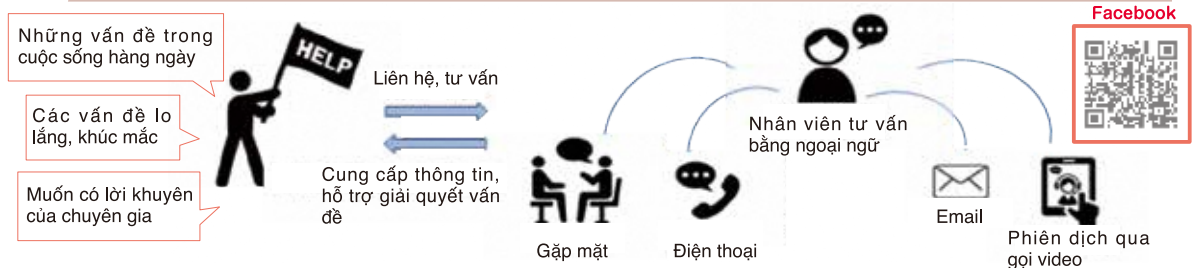 Facebook
Những vấn đề trong
cuộc sống hàng ngày
HELP
Các vấn đề lo
lắng, khúc mắc
Muốn có lời khuyên
của chuyên gia
Liên hệ, tư vấn
Cung cấp thông tin,
hỗ trợ giải quyết vấn
đề
Nhân viên tư vấn
bằng ngoại ngữ
Gặp mặt
Điện thoại
Email
Phiên dịch qua
gọi video